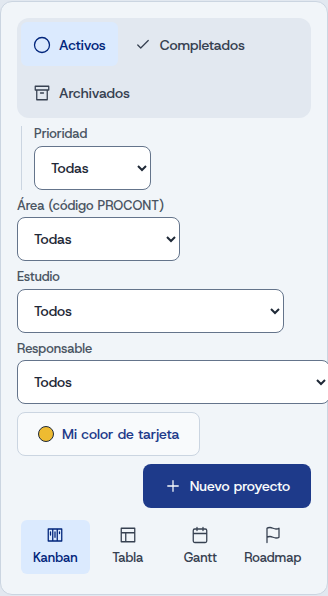 Activos Completados
Archivados
Prioridad
Todas
Área (código PROCONT)
Todas
Estudio
Todos
Responsable
Todos
Mi color de tarjeta
Nuevo proyecto
Kanban Tabla Gantt Roadmap